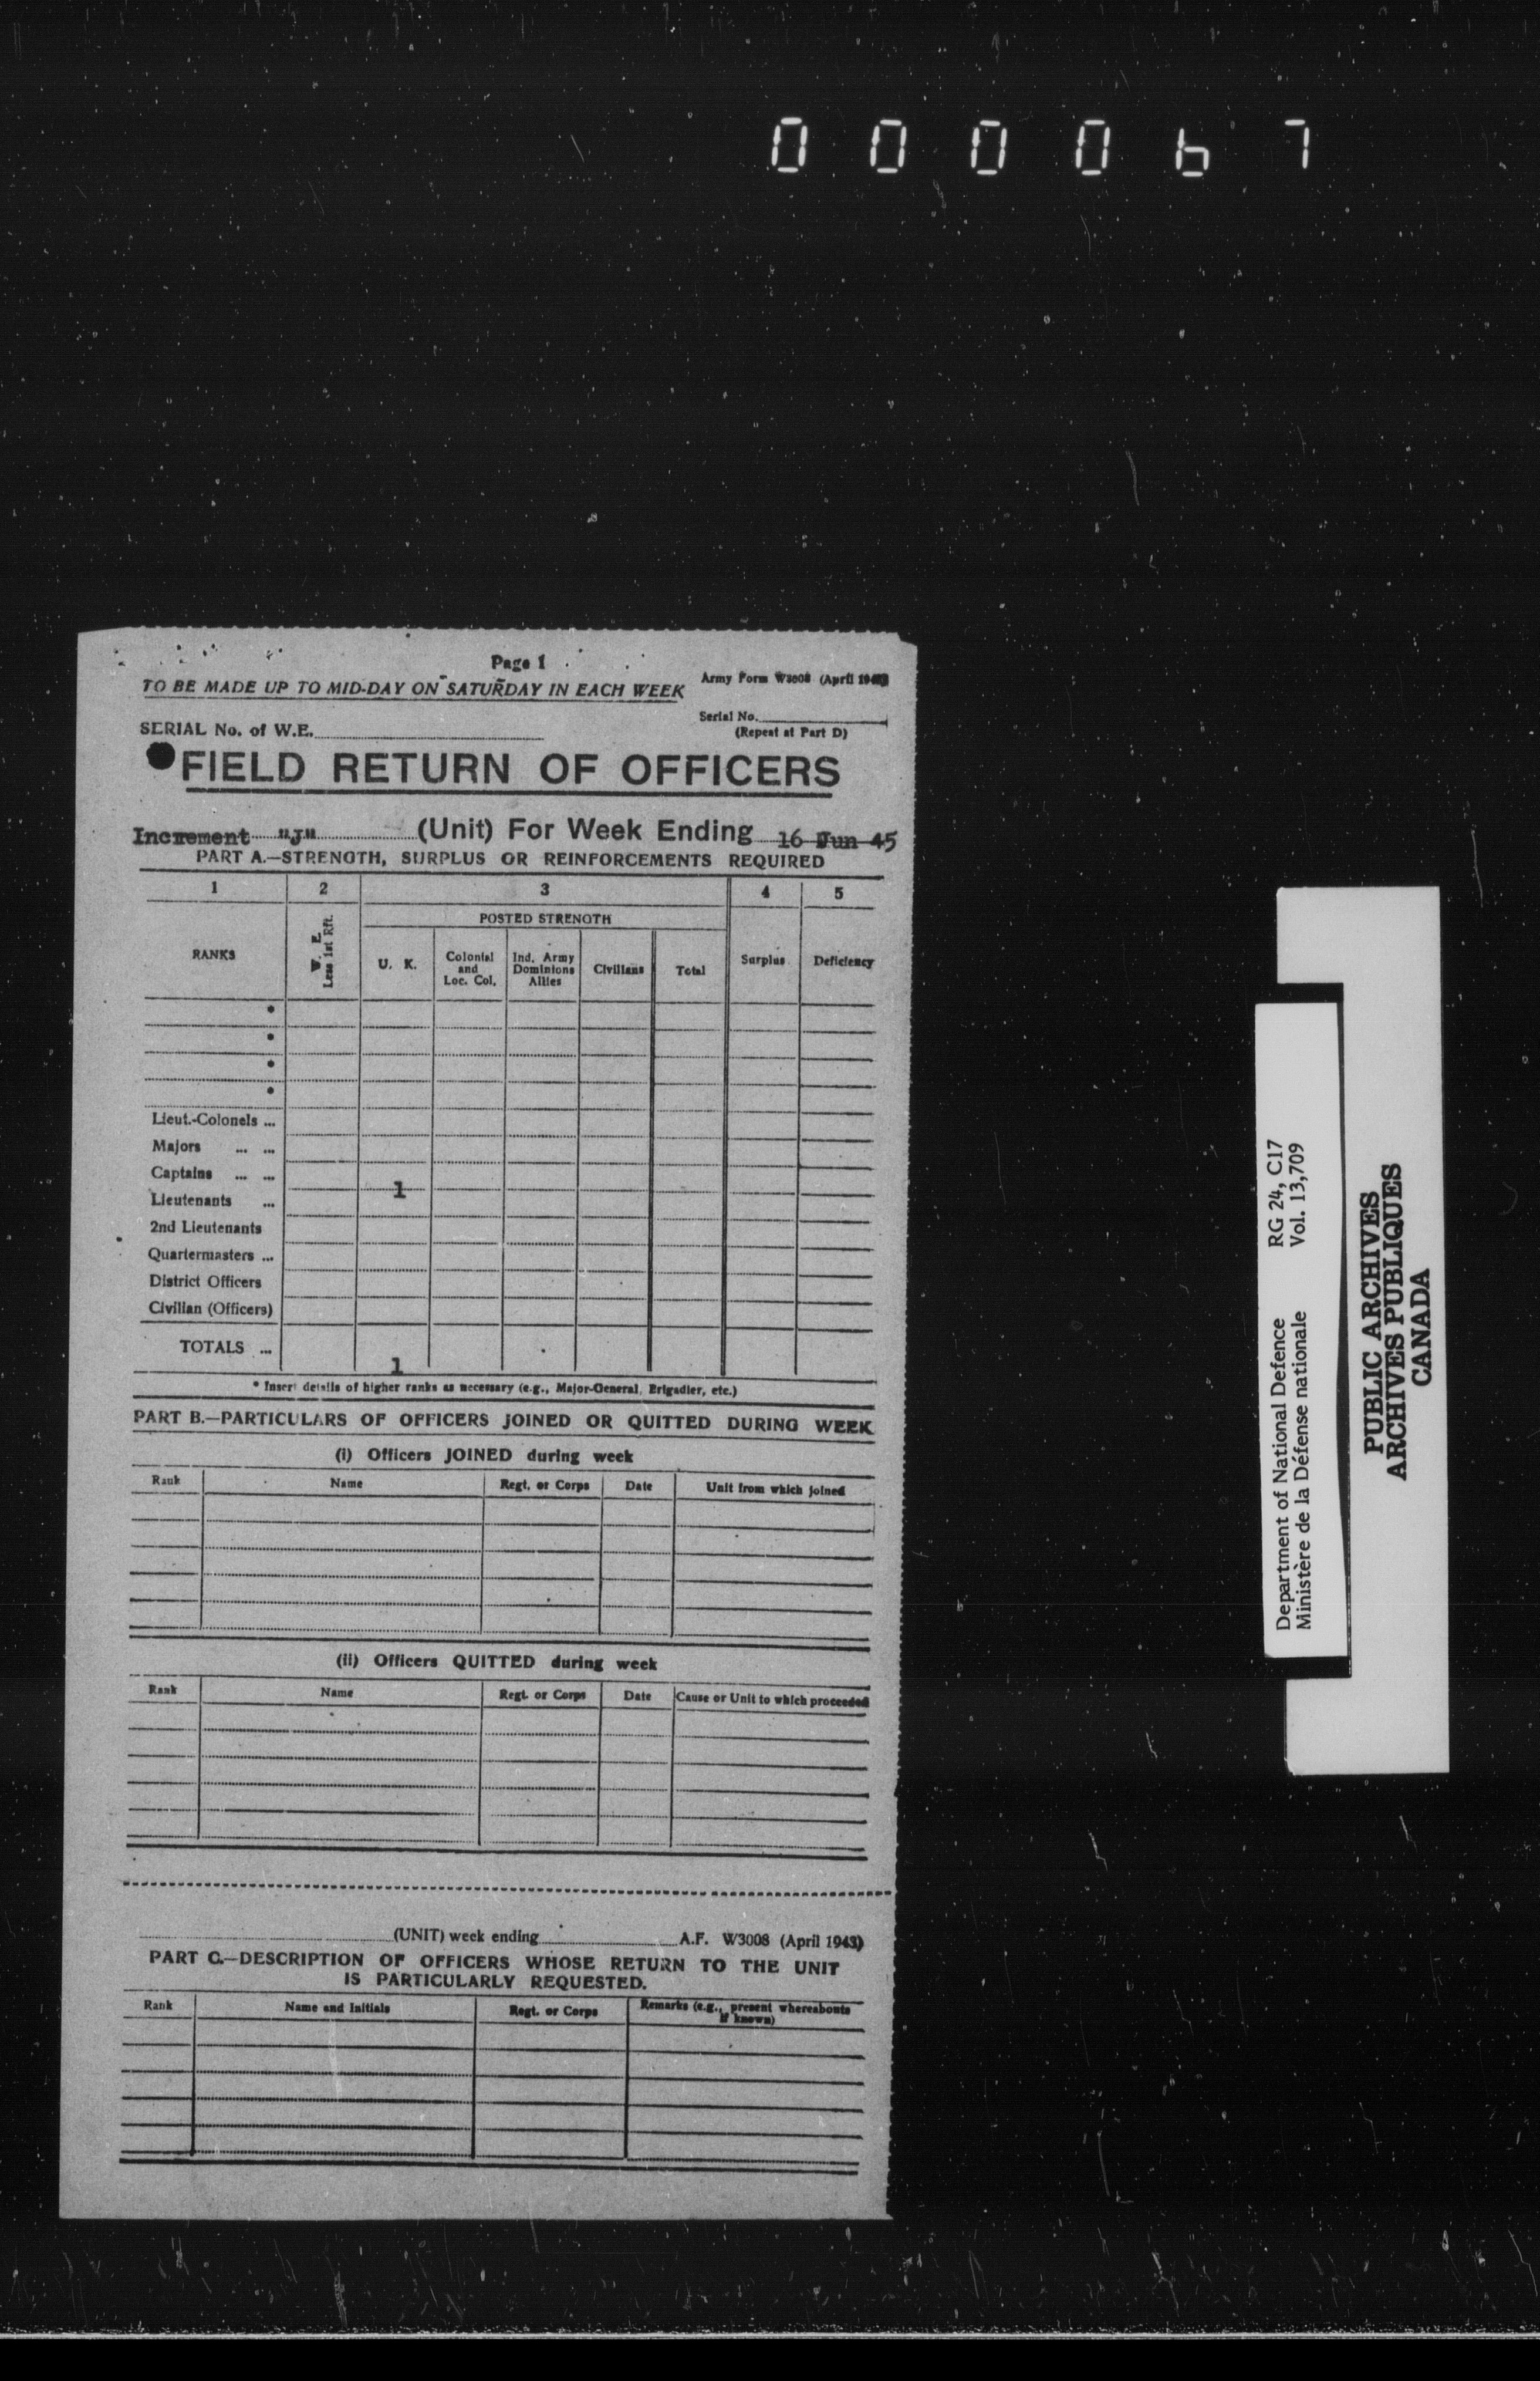 000067
Page 1
TO BE MADE UP TO MID-DAY ON SATURDAY IN EACH WEEK
Army Form W3008 (April 1943)
SERIAL No. of W.E.
Serial No.
(Repeat at Part D)
FIELD RETURN OF OFFICERS
Increment "J" (Unit) For Week Ending 16 Jun 45
PART A.—STRENGTH, SURPLUS OR REINFORCEMENTS REQUIRED
1 2 3 4 5
POSTED STRENGTH
RANKS
W. E.
Less 1st Rft.
U. K.
Colonial
and
Loc. Col.
Ind. Army
Dominions
Allies
Civilians
Total
Surplus
Deficiency
*
*
*
*
Lieut.-Colonels ...
Majors ... ...
Captains ... ...
1
Lieutenants ...
2nd Lieutenants
Quartermasters ...
District Officers
Civilian (Officers)
TOTALS ...
1
* Insert details of higher ranks as necessary (e.g., Major-General, Brigadier, etc.)
PART B.—PARTICULARS OF OFFICERS JOINED OR QUITTED DURING WEEK
(i) Officers JOINED during week
Rank Name Regt. or Corps Date Unit from which joined
(ii) Officers QUITTED during week
Rank Name Regt. or Corps Date Cause or Unit to which proceeded
(UNIT) week ending A.F. W3008 (April 1943)
PART C.—DESCRIPTION OF OFFICERS WHOSE RETURN TO THE UNIT
IS PARTICULARLY REQUESTED.
Rank Name and Initials Regt. or Corps Remarks (e.g., present whereabouts
if known)
Department of National Defence RG 24, C17
Ministère de la Défense nationale Vol. 13,709
PUBLIC ARCHIVES
ARCHIVES PUBLIQUES
CANADA